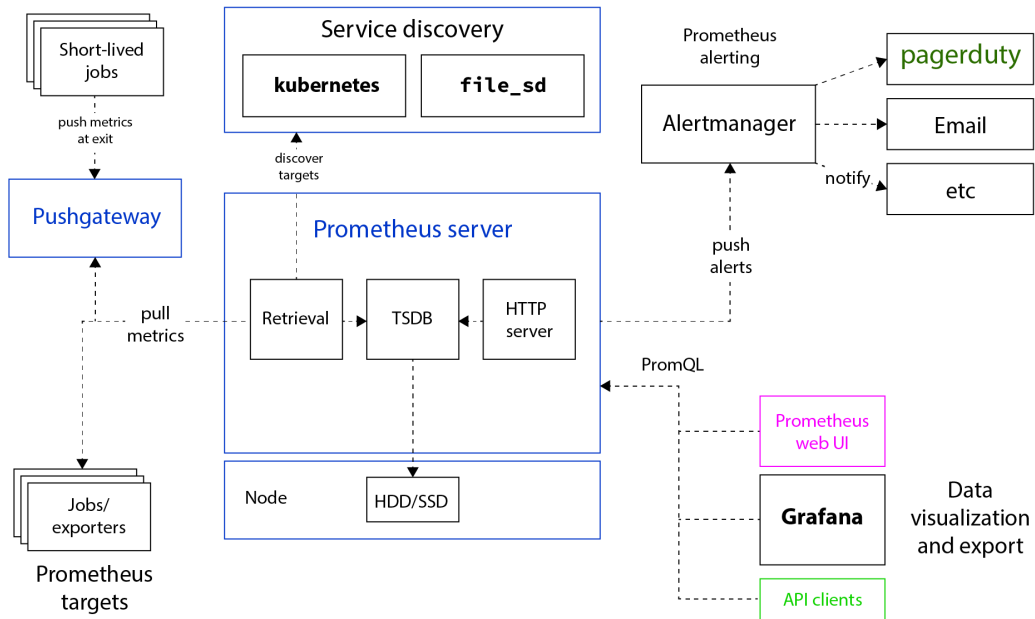 Short-lived
jobs
push metrics
at exit
Pushgateway
pull
metrics
Jobs/
exporters
Prometheus
targets
Service discovery
kubernetes
file_sd
discover
targets
Prometheus server
Retrieval
TSDB
HTTP
server
Node
HDD/SSD
Prometheus
alerting
Alertmanager
pagerduty
Email
notify
etc
push
alerts
PromQL
Prometheus
web UI
Grafana
API clients
Data
visualization
and export